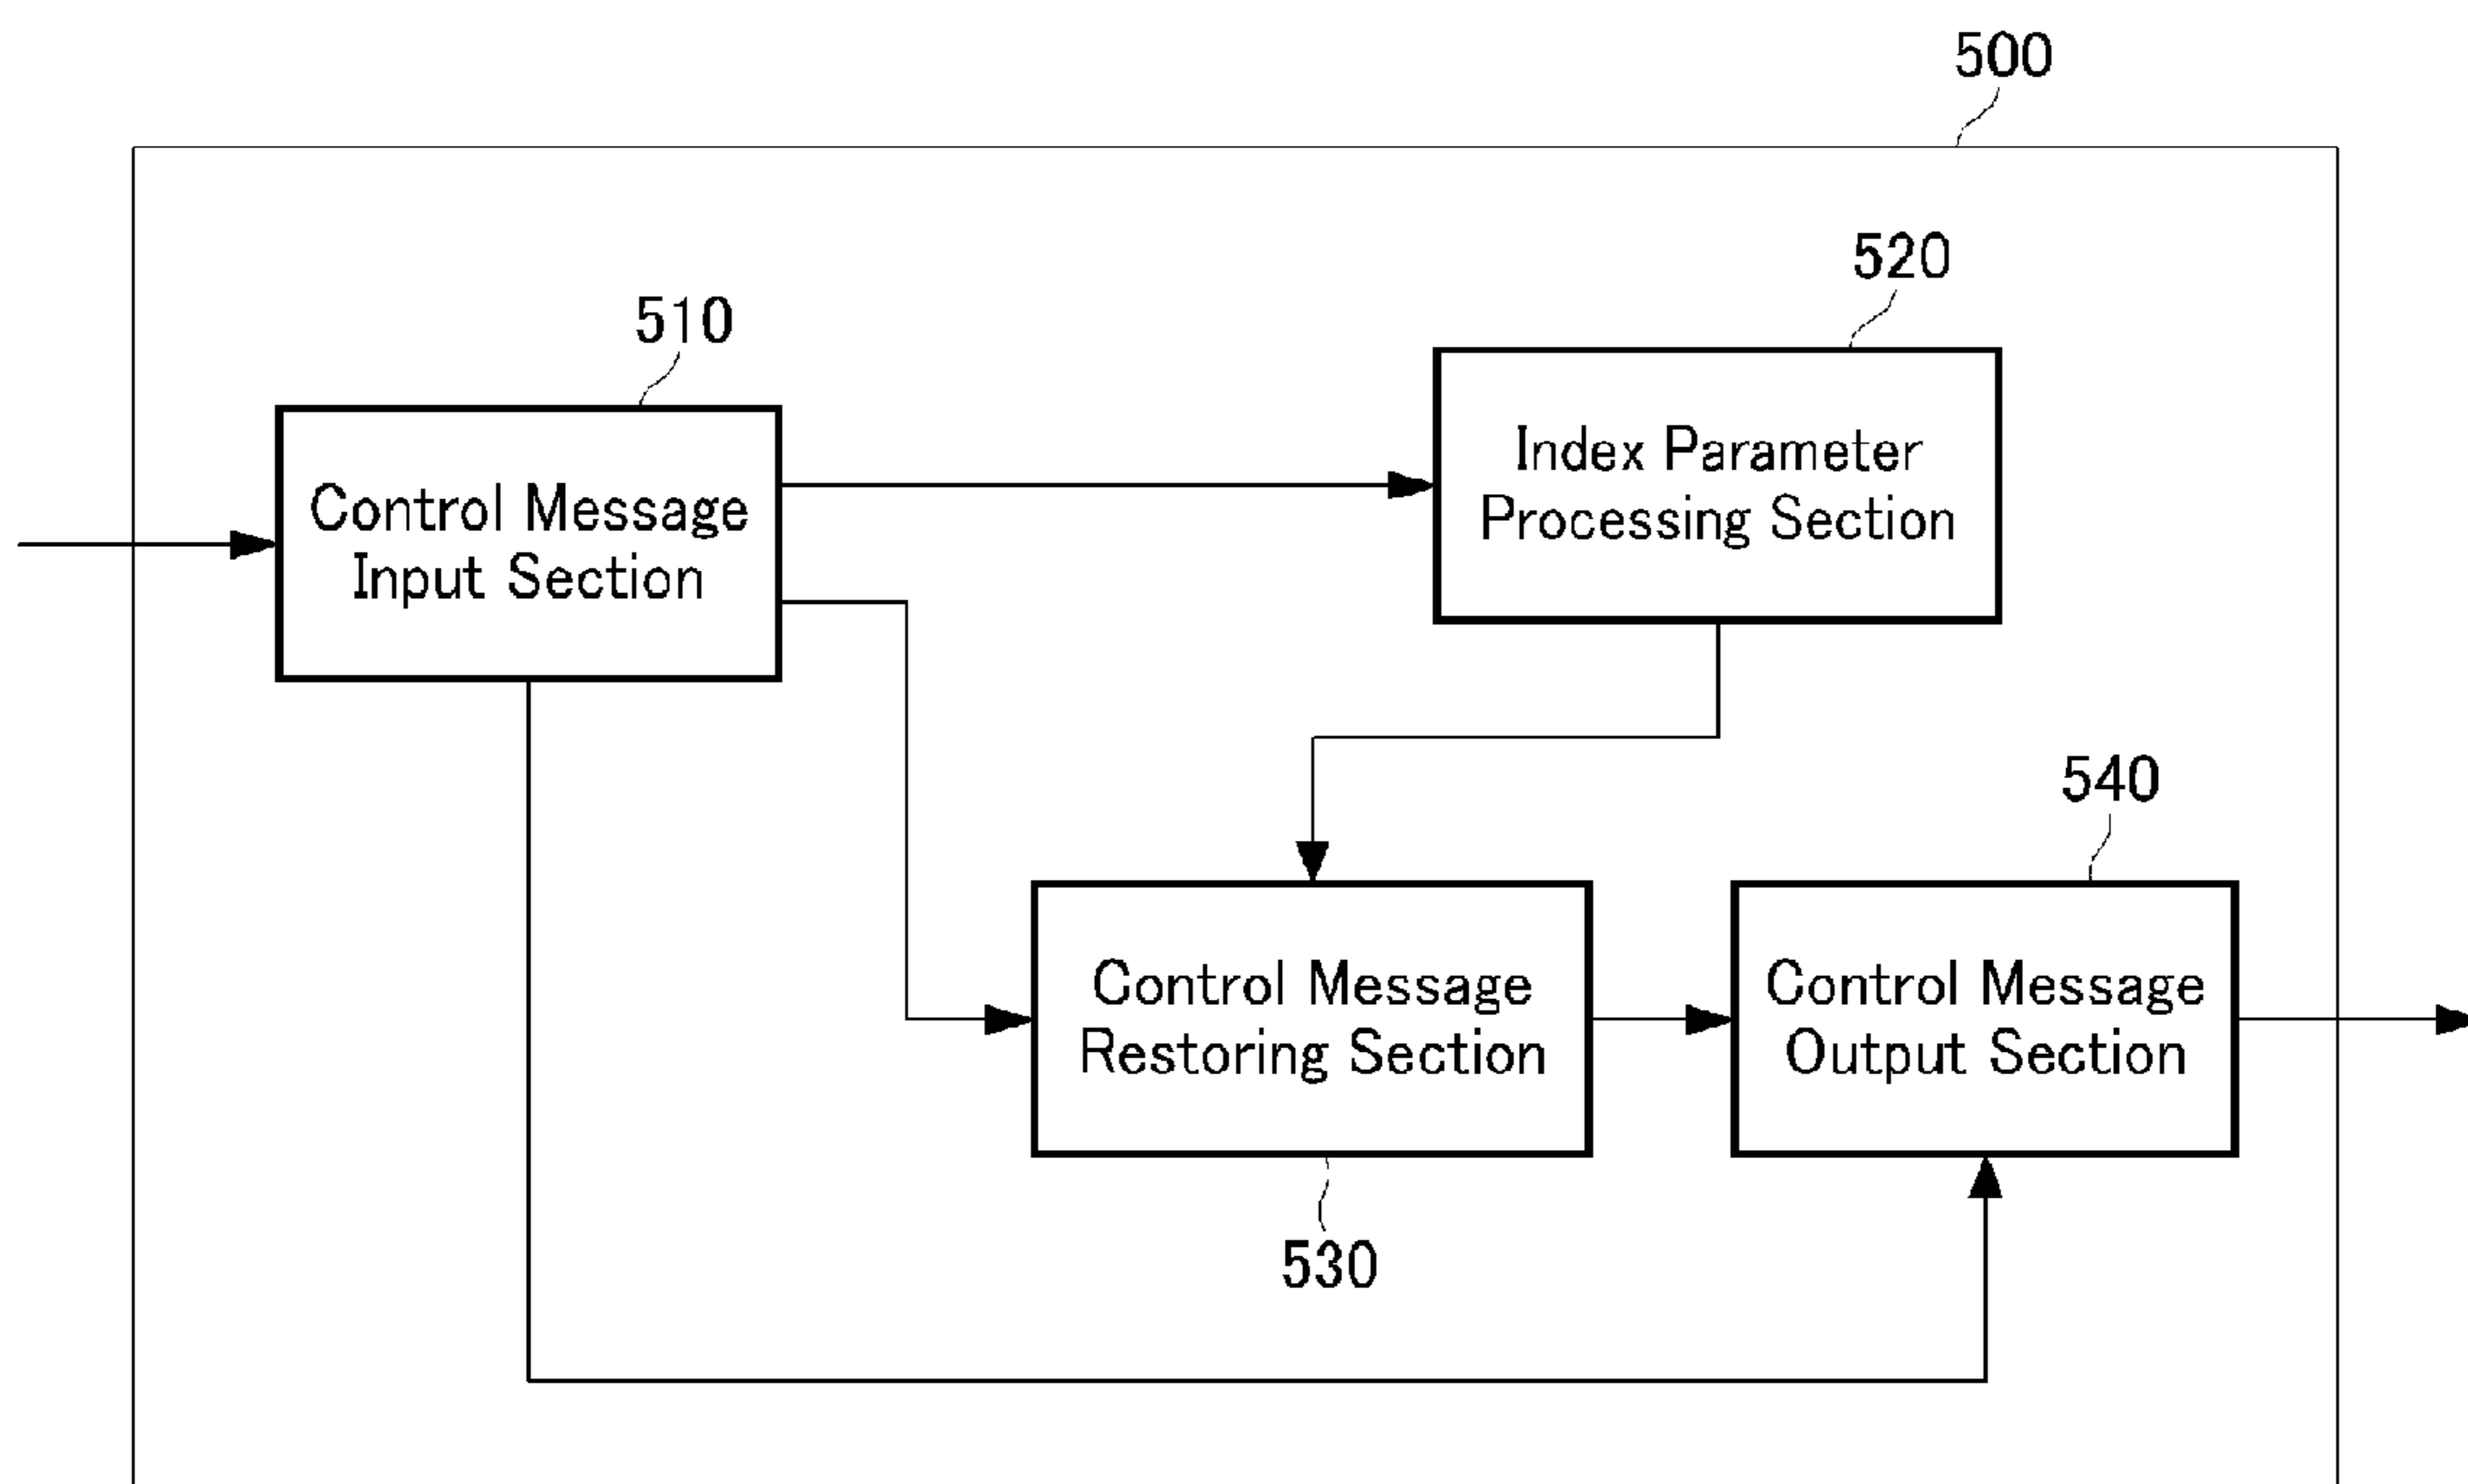 500
520
510
Index Parameter
Processing Section
Control Message
Input Section
540
Control Message
Restoring Section
Control Message
Output Section
530